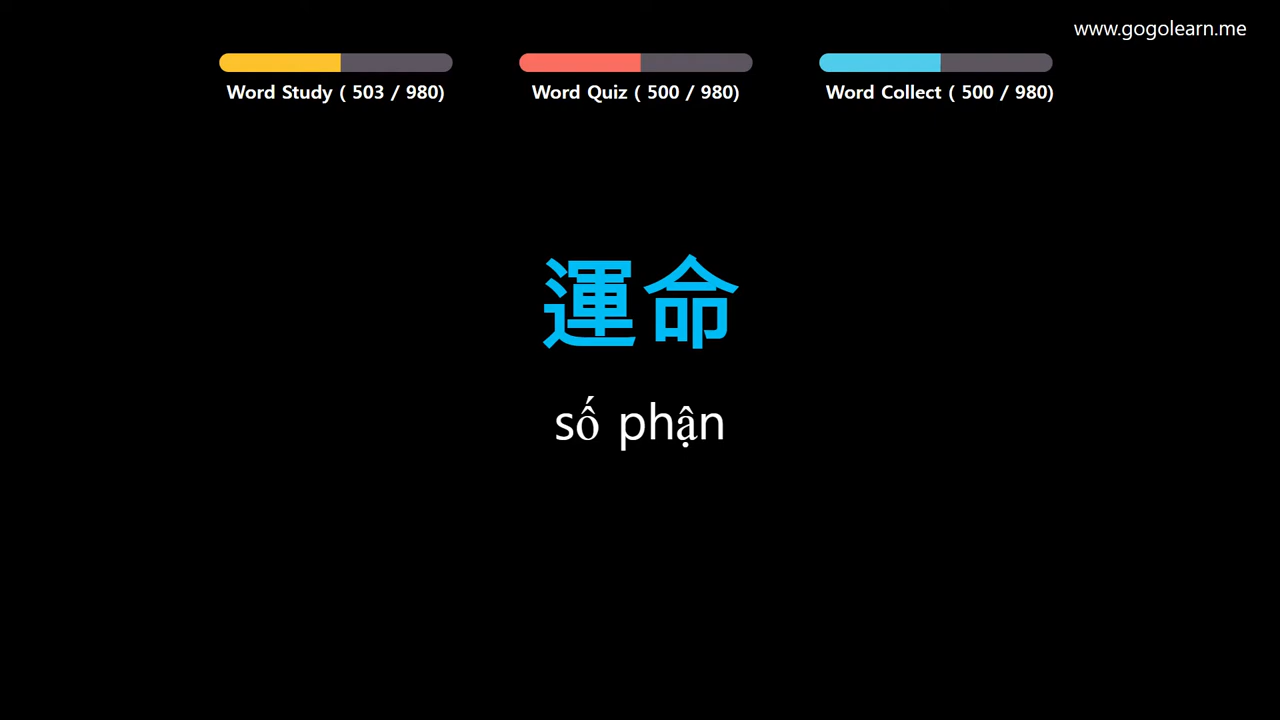 www.gogolearn.me
Word Study ( 503 / 980)
Word Quiz ( 500 / 980)
Word Collect ( 500 / 980)
運命
số phận